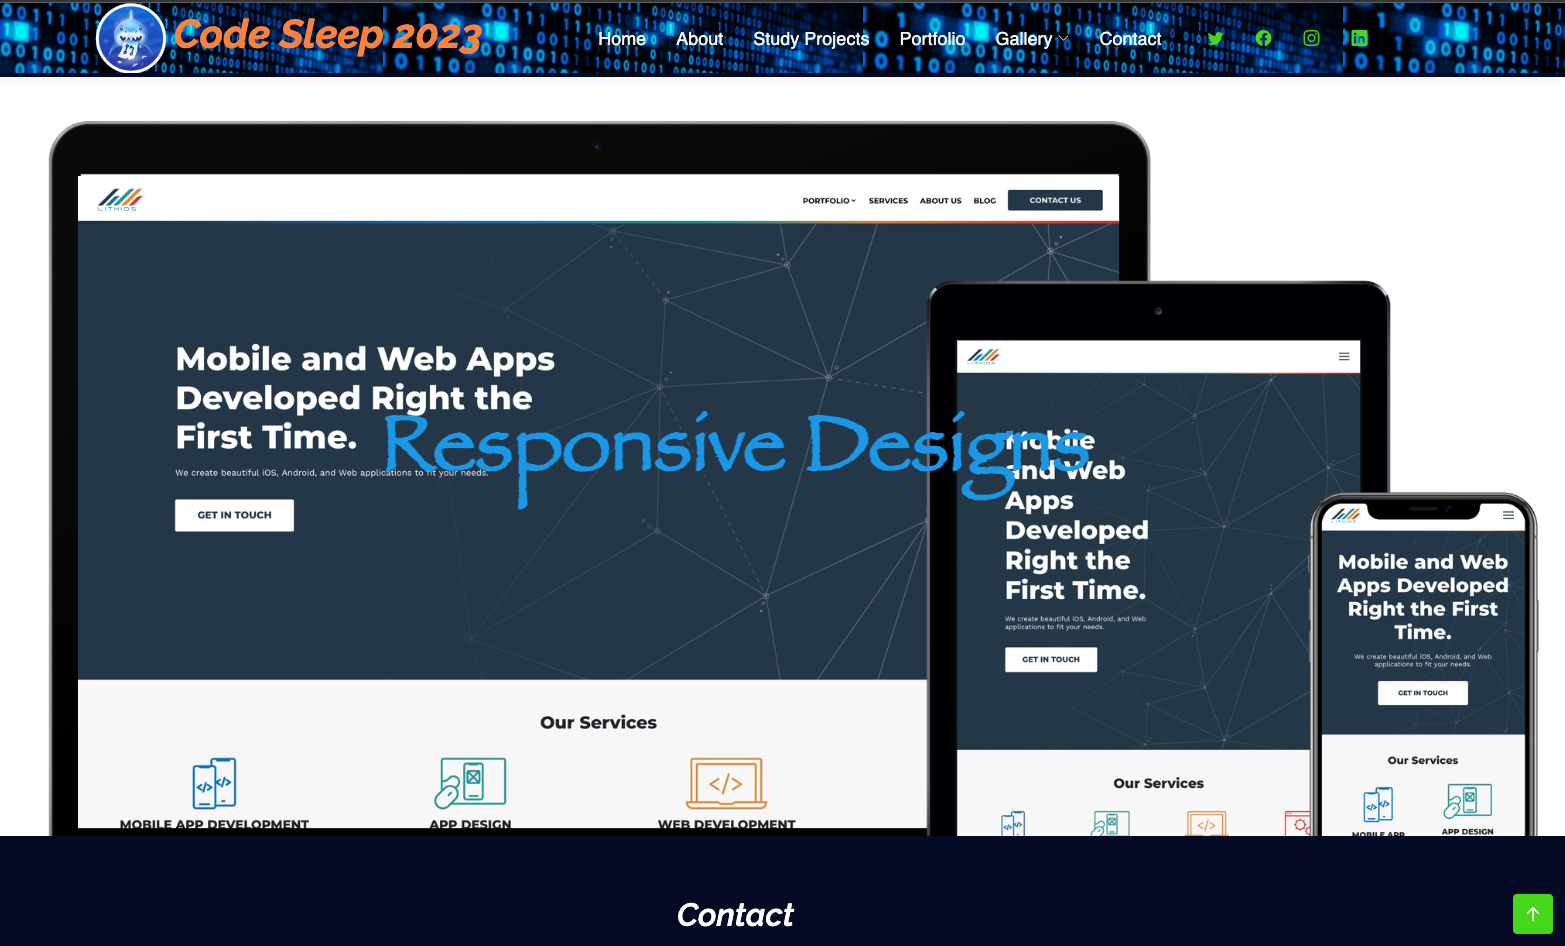 Code Sleep 2023
Home About Study Projects Portfolio Gallery Contact
LITHIOS
PORTFOLIO SERVICES ABOUT US BLOG CONTACT US
Mobile and Web Apps
Developed Right the
First Time.
We create beautiful iOS, Android, and Web applications to fit your needs.
GET IN TOUCH
Our Services
MOBILE APP DEVELOPMENT
APP DESIGN
WEB DEVELOPMENT
Responsive Designs
LITHIOS
Mobile
and Web
Apps
Developed
Right the
First Time.
We create beautiful iOS, Android, and Web
applications to fit your needs.
GET IN TOUCH
Our Services
LITHIOS
Mobile and Web
Apps Developed
Right the First
Time.
We create beautiful iOS, Android, and Web
applications to fit your needs.
GET IN TOUCH
Our Services
MOBILE APP
APP DESIGN
Contact